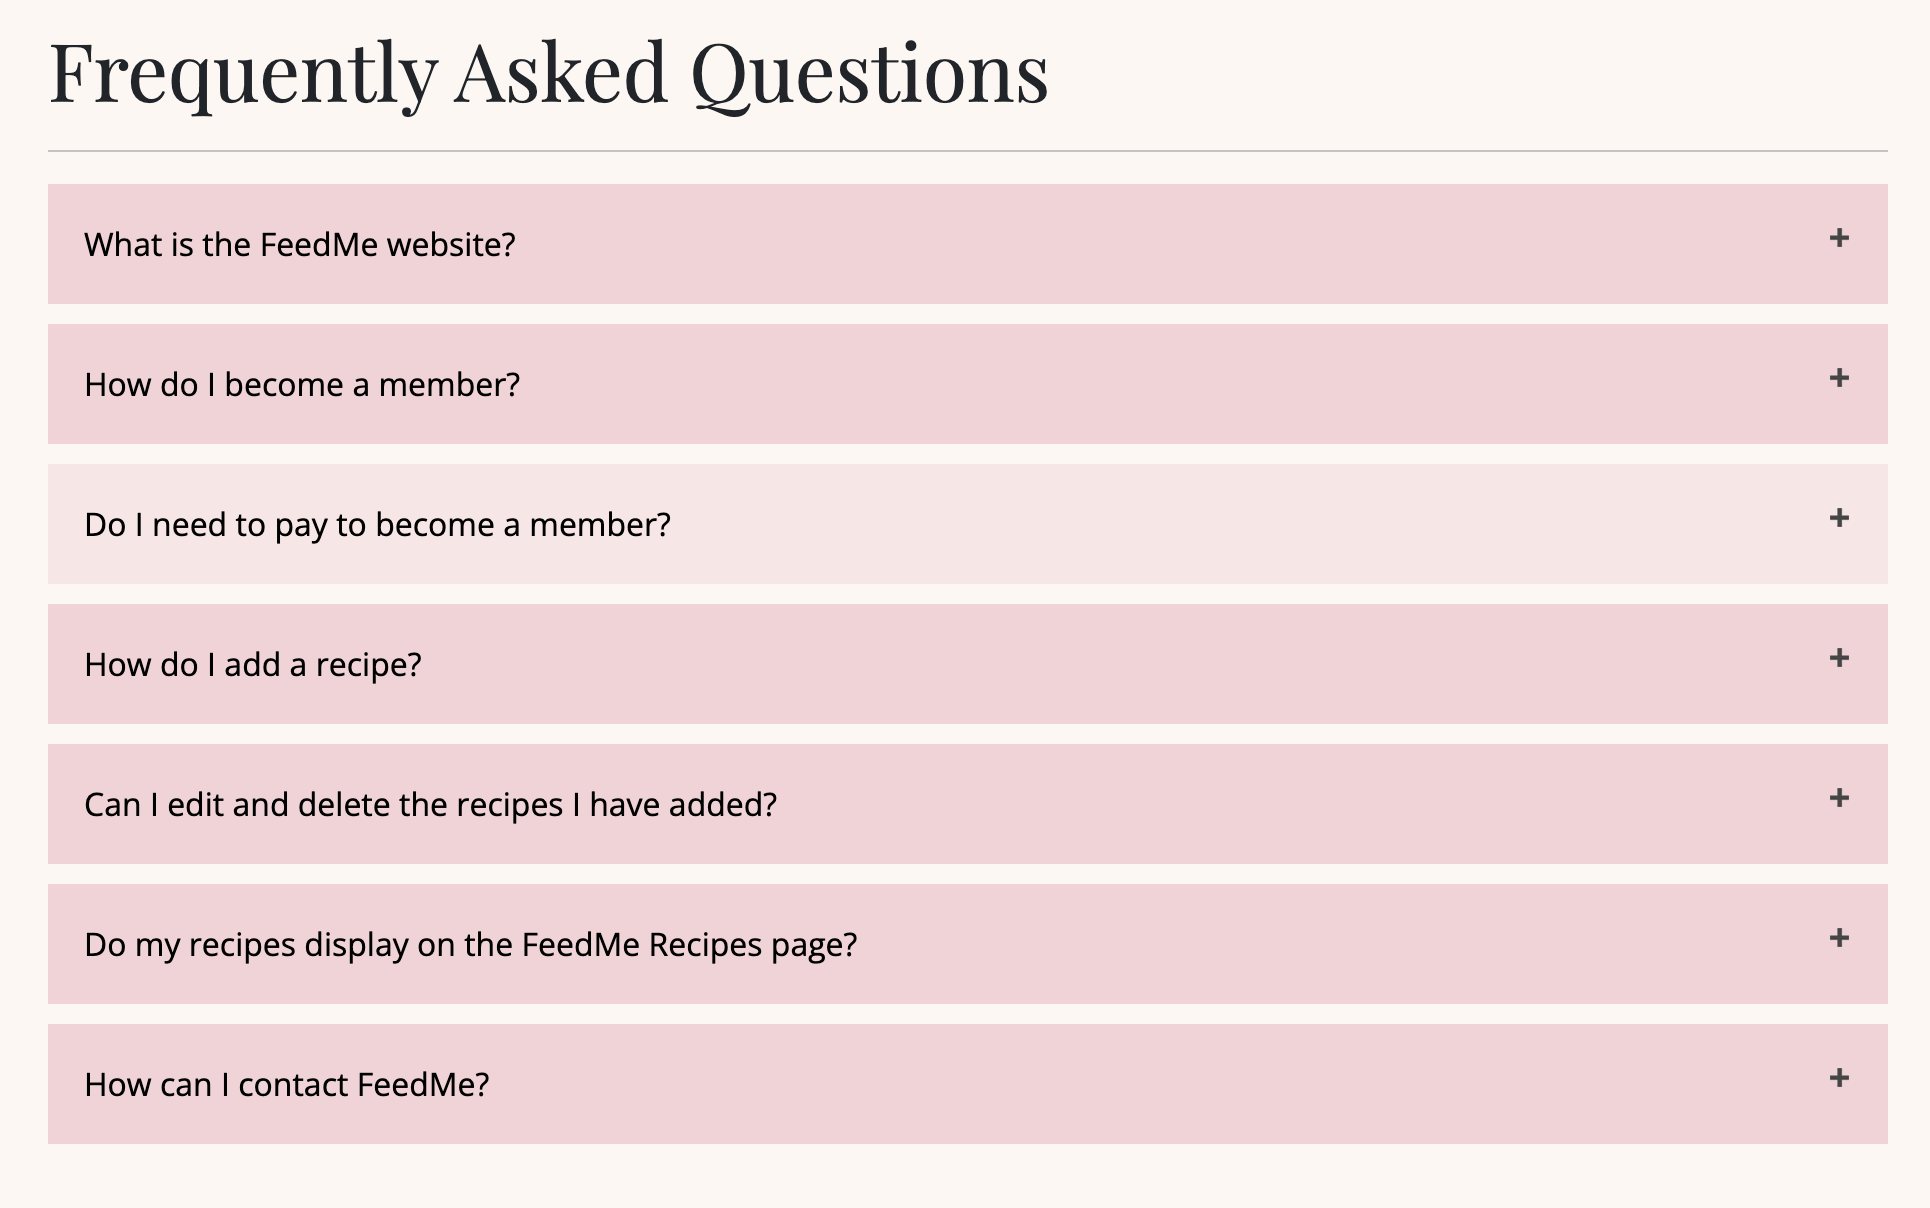 Frequently Asked Questions
What is the FeedMe website?
+
How do I become a member?
+
Do I need to pay to become a member?
+
How do I add a recipe?
+
Can I edit and delete the recipes I have added?
+
Do my recipes display on the FeedMe Recipes page?
+
How can I contact FeedMe?
+